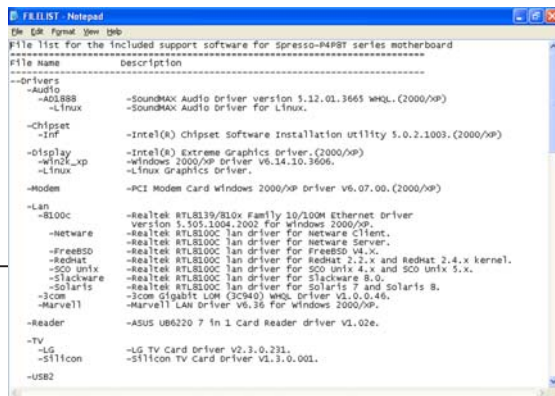 FILELIST - Notepad
File Edit Format View Help
File list for the included support software for Spresso-P4P8T series motherboard
================================================================
File Name Description
----------------------------------------------------------------
--Drivers
-Audio
-AD1888 -SoundMAX Audio Driver version 5.12.01.3665 WHQL.(2000/XP)
-Linux -SoundMAX Audio Driver for Linux.
-Chipset
-Inf -Intel(R) Chipset Software Installation Utility 5.0.2.1003.(2000/XP)
-Display -Intel(R) Extreme Graphics Driver.(2000/XP)
-Win2k_xp -Windows 2000/XP Driver V6.14.10.3606.
-Linux -Linux Graphics Driver.
-Modem -PCI Modem Card Windows 2000/XP Driver V6.07.00.(2000/XP)
-Lan
-8100c -Realtek RTL8139/810x Family 10/100M Ethernet Driver
version 5.505.1004.2002 for Windows 2000/XP.
-Netware -Realtek RTL8100C lan driver for Netware Client.
-Realtek RTL8100C lan driver for Netware Server.
-FreeBSD -Realtek RTL8100C lan driver for FreeBSD V4.X.
-RedHat -Realtek RTL8100C lan driver for RedHat 2.2.x and RedHat 2.4.x kernel.
-SCO Unix -Realtek RTL8100C lan driver for SCO Unix 4.x and SCO Unix 5.x.
-Slackware -Realtek RTL8100C lan driver for Slackware 8.0.
-Solaris -Realtek RTL8100C lan driver for Solaris 7 and Solaris 8.
-3com -3com Gigabit LOM (3C940) WHQL Driver V1.0.0.46.
-Marvell -Marvell LAN Driver V6.36 for Windows 2000/XP.
-Reader -ASUS UB6220 7 in 1 Card Reader driver V1.02e.
-TV
-LG -LG TV Card Driver V2.3.0.231.
-Silicon -Silicon TV Card Driver V1.3.0.001.
-USB2